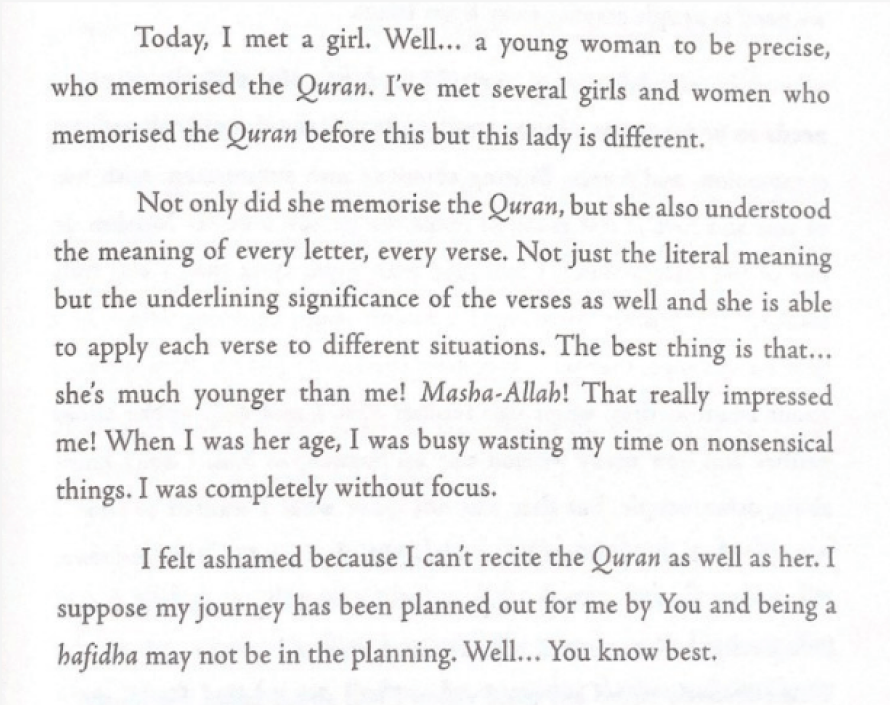 Today, I met a girl. Well... a young woman to be precise,
who memorised the Quran. I've met several girls and women who
memorised the Quran before this but this lady is different.
Not only did she memorise the Quran, but she also understood
the meaning of every letter, every verse. Not just the literal meaning
but the underlining significance of the verses as well and she is able
to apply each verse to different situations. The best thing is that...
she's much younger than me! Masha-Allah! That really impressed
me! When I was her age, I was busy wasting my time on nonsensical
things. I was completely without focus.
I felt ashamed because I can't recite the Quran as well as her. I
suppose my journey has been planned out for me by You and being a
hafidha may not be in the planning. Well... You know best.